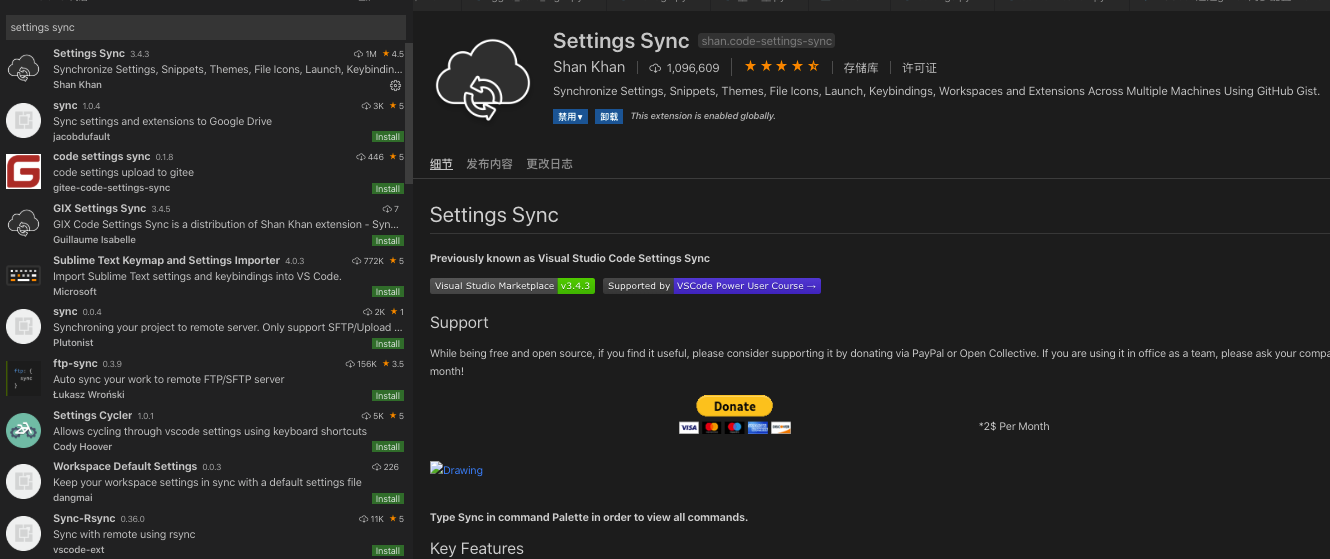 settings sync
Settings Sync 3.4.3 1M ★ 4.5
Synchronize Settings, Snippets, Themes, File Icons, Launch, Keybindin...
Shan Khan
sync 1.0.4 3K ★ 5
Sync settings and extensions to Google Drive
jacobdufault Install
code settings sync 0.1.8 446 ★ 5
code settings upload to gitee
gitee-code-settings-sync Install
GIX Settings Sync 3.4.5 7
GIX Code Settings Sync is a distribution of Shan Khan extension - Syn...
Guillaume Isabelle Install
Sublime Text Keymap and Settings Importer 4.0.3 772K ★ 5
Import Sublime Text settings and keybindings into VS Code.
Microsoft Install
sync 0.0.4 2K ★ 1
Synchroning your project to remote server. Only support SFTP/Upload ...
Plutonist Install
ftp-sync 0.3.9 156K ★ 3.5
Auto sync your work to remote FTP/SFTP server
Łukasz Wroński Install
Settings Cycler 1.0.1 5K ★ 5
Allows cycling through vscode settings using keyboard shortcuts
Cody Hoover Install
Workspace Default Settings 0.0.3 226
Keep your workspace settings in sync with a default settings file
dangmai Install
Sync-Rsync 0.36.0 11K ★ 5
Sync with remote using rsync
vscode-ext Install
ftp: {
sync
}
Settings Sync shan.code-settings-sync
Shan Khan 1,096,609 存储库 许可证
Synchronize Settings, Snippets, Themes, File Icons, Launch, Keybindings, Workspaces and Extensions Across Multiple Machines Using GitHub Gist.
禁用▾ 卸载 This extension is enabled globally.
细节 发布内容 更改日志
Settings Sync
Previously known as Visual Studio Code Settings Sync
Visual Studio Marketplace v3.4.3 Supported by VSCode Power User Course →
Support
While being free and open source, if you find it useful, please consider supporting it by donating via PayPal or Open Collective. If you are using it in office as a team, please ask your compa
month!
Donate
VISA
*2$ Per Month
Drawing
Type Sync in command Palette in order to view all commands.
Key Features